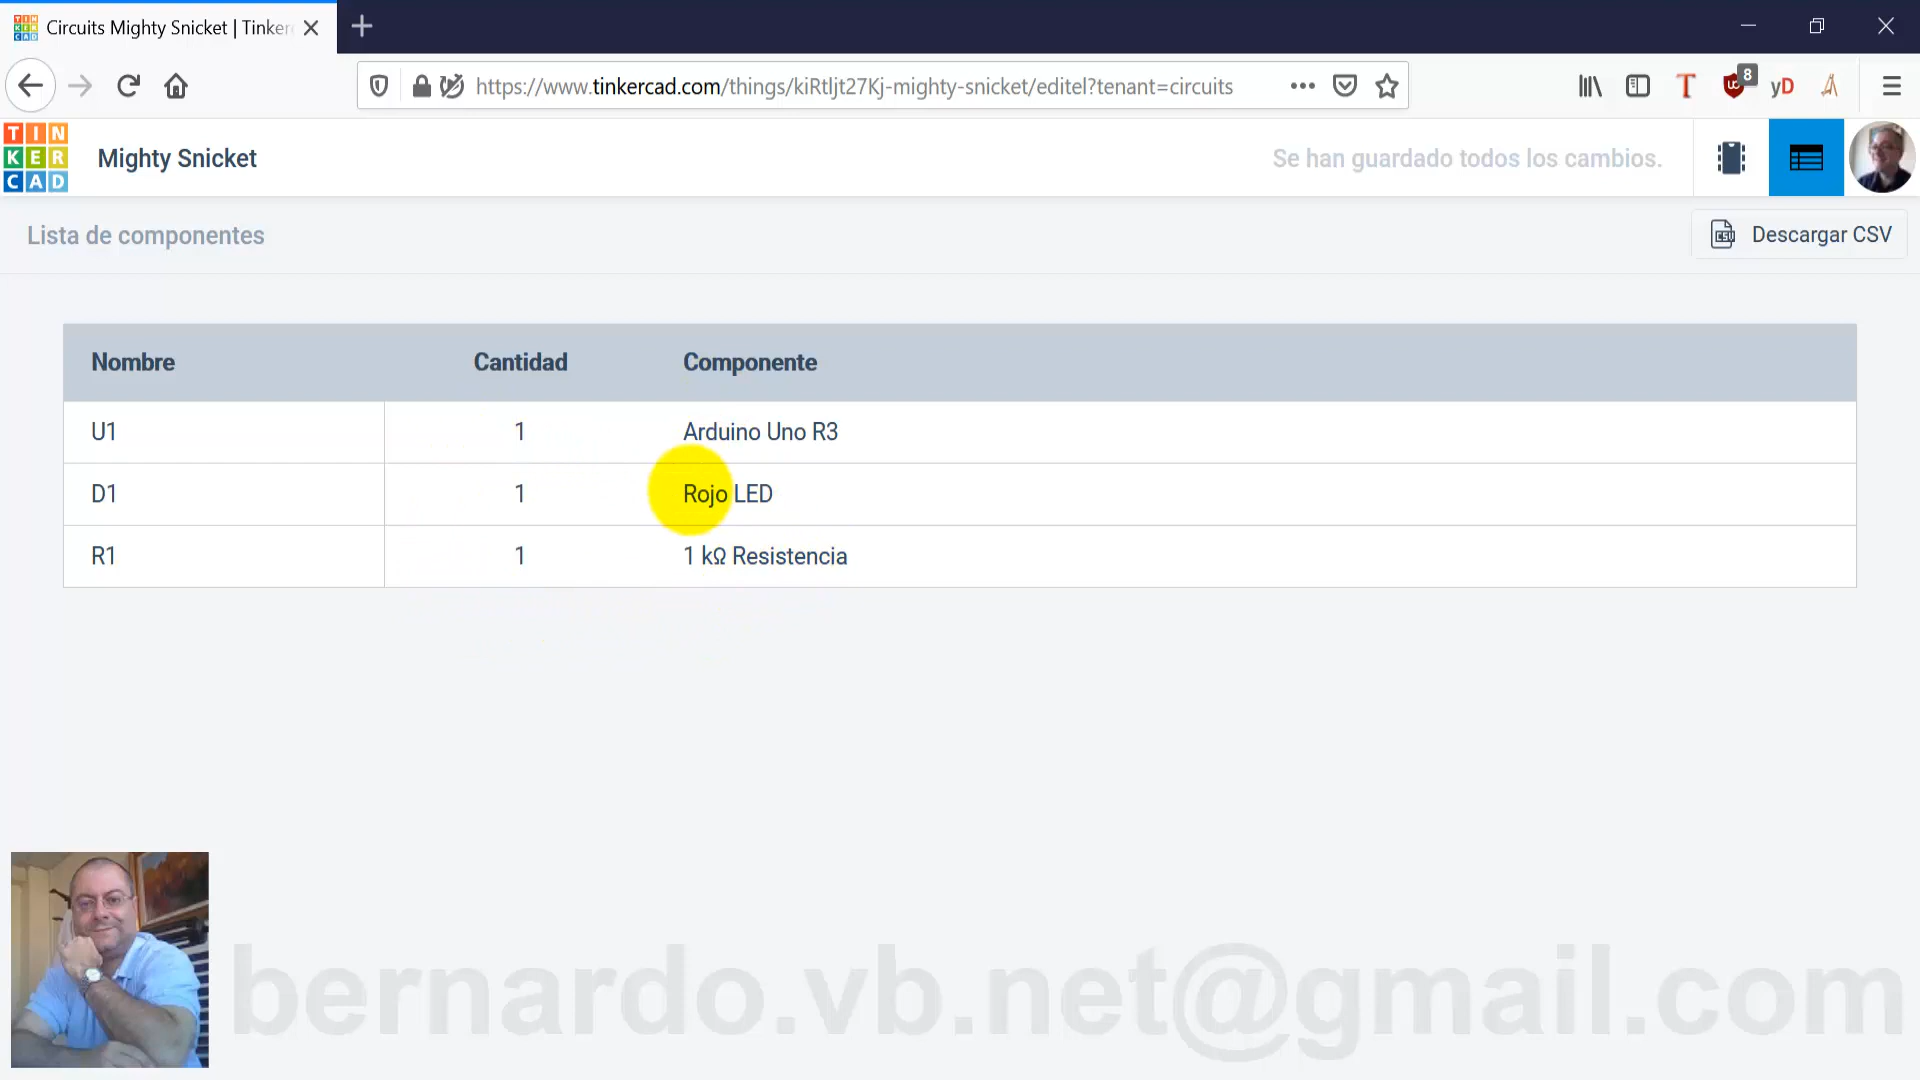 Circuits Mighty Snicket | Tinker
https://www.tinkercad.com/things/kiRtljt27Kj-mighty-snicket/editel?tenant=circuits
8
T
yD
TIN
KER
CAD
Mighty Snicket
Se han guardado todos los cambios.
Lista de componentes
Descargar CSV
Nombre Cantidad Componente
U1 1 Arduino Uno R3
D1 1 Rojo LED
R1 1 1 kΩ Resistencia
bernardo.vb.net@gmail.com